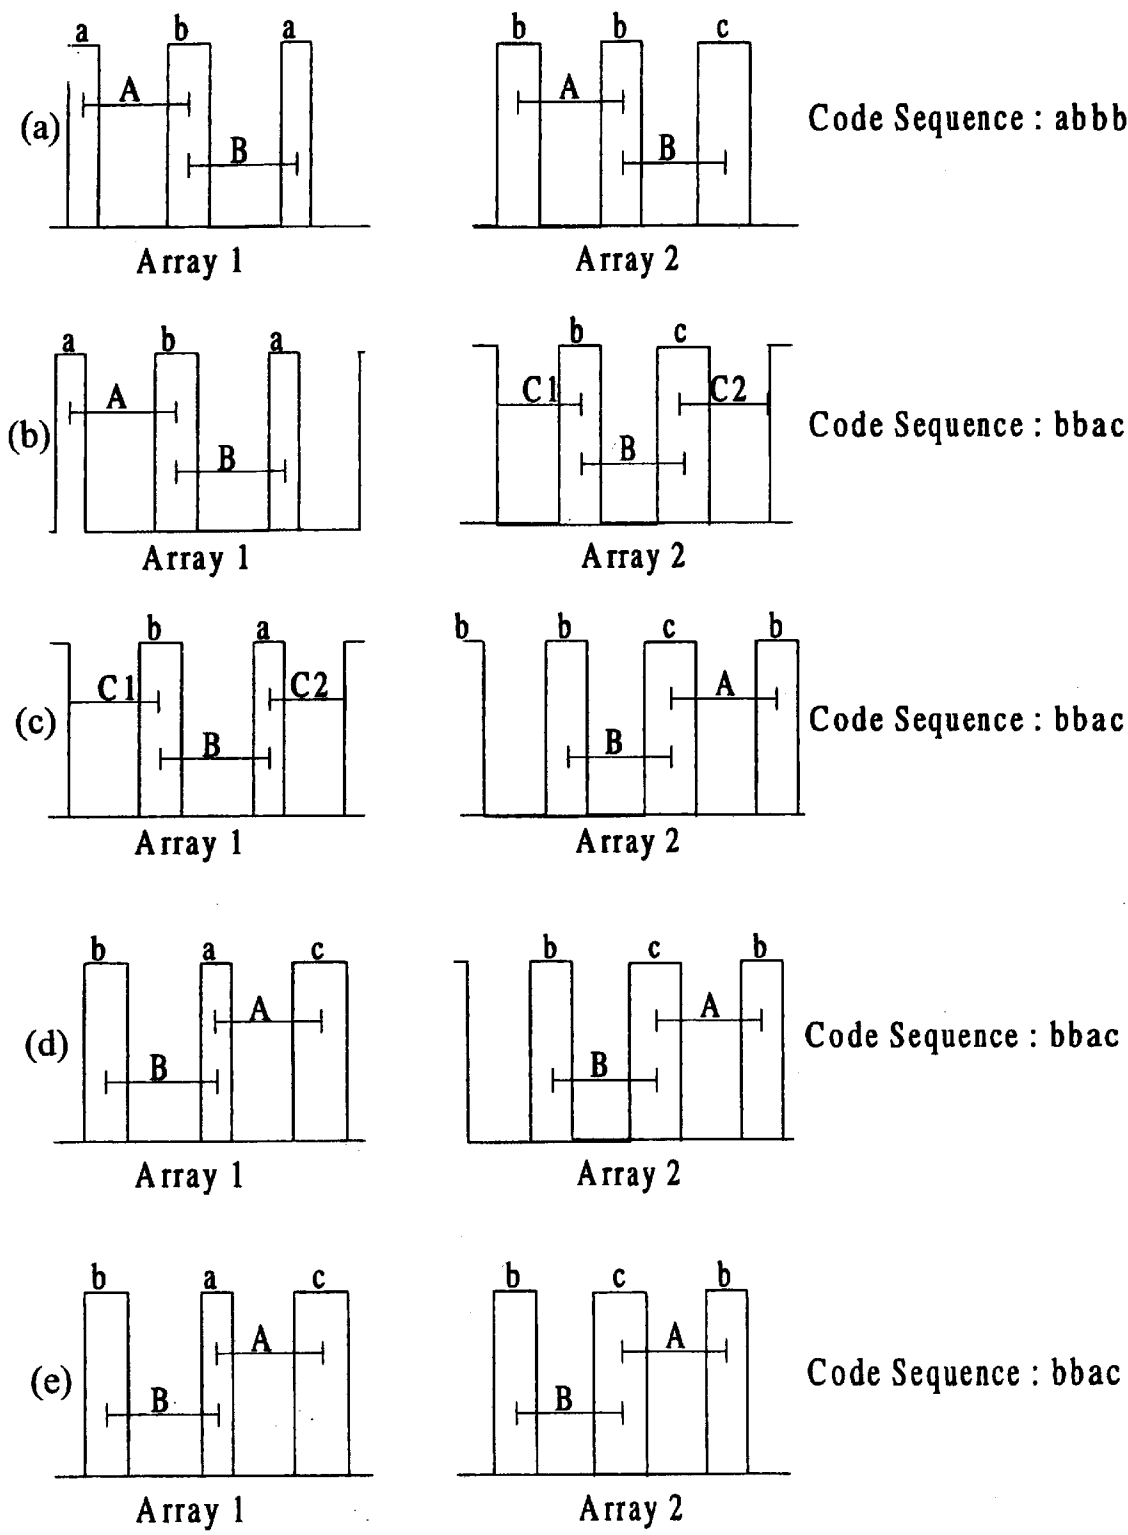 a b a b b c
A A
(a) B B Code Sequence : abbb
Array 1 Array 2
a b a b c
A C1 C2
(b) B B Code Sequence : bbac
Array 1 Array 2
b a b b c b
C1 C2 A
(c) B B Code Sequence : bbac
Array 1 Array 2
b a c b c b
A A
(d) B B Code Sequence : bbac
Array 1 Array 2
b a c b c b
A A
(e) B B Code Sequence : bbac
Array 1 Array 2